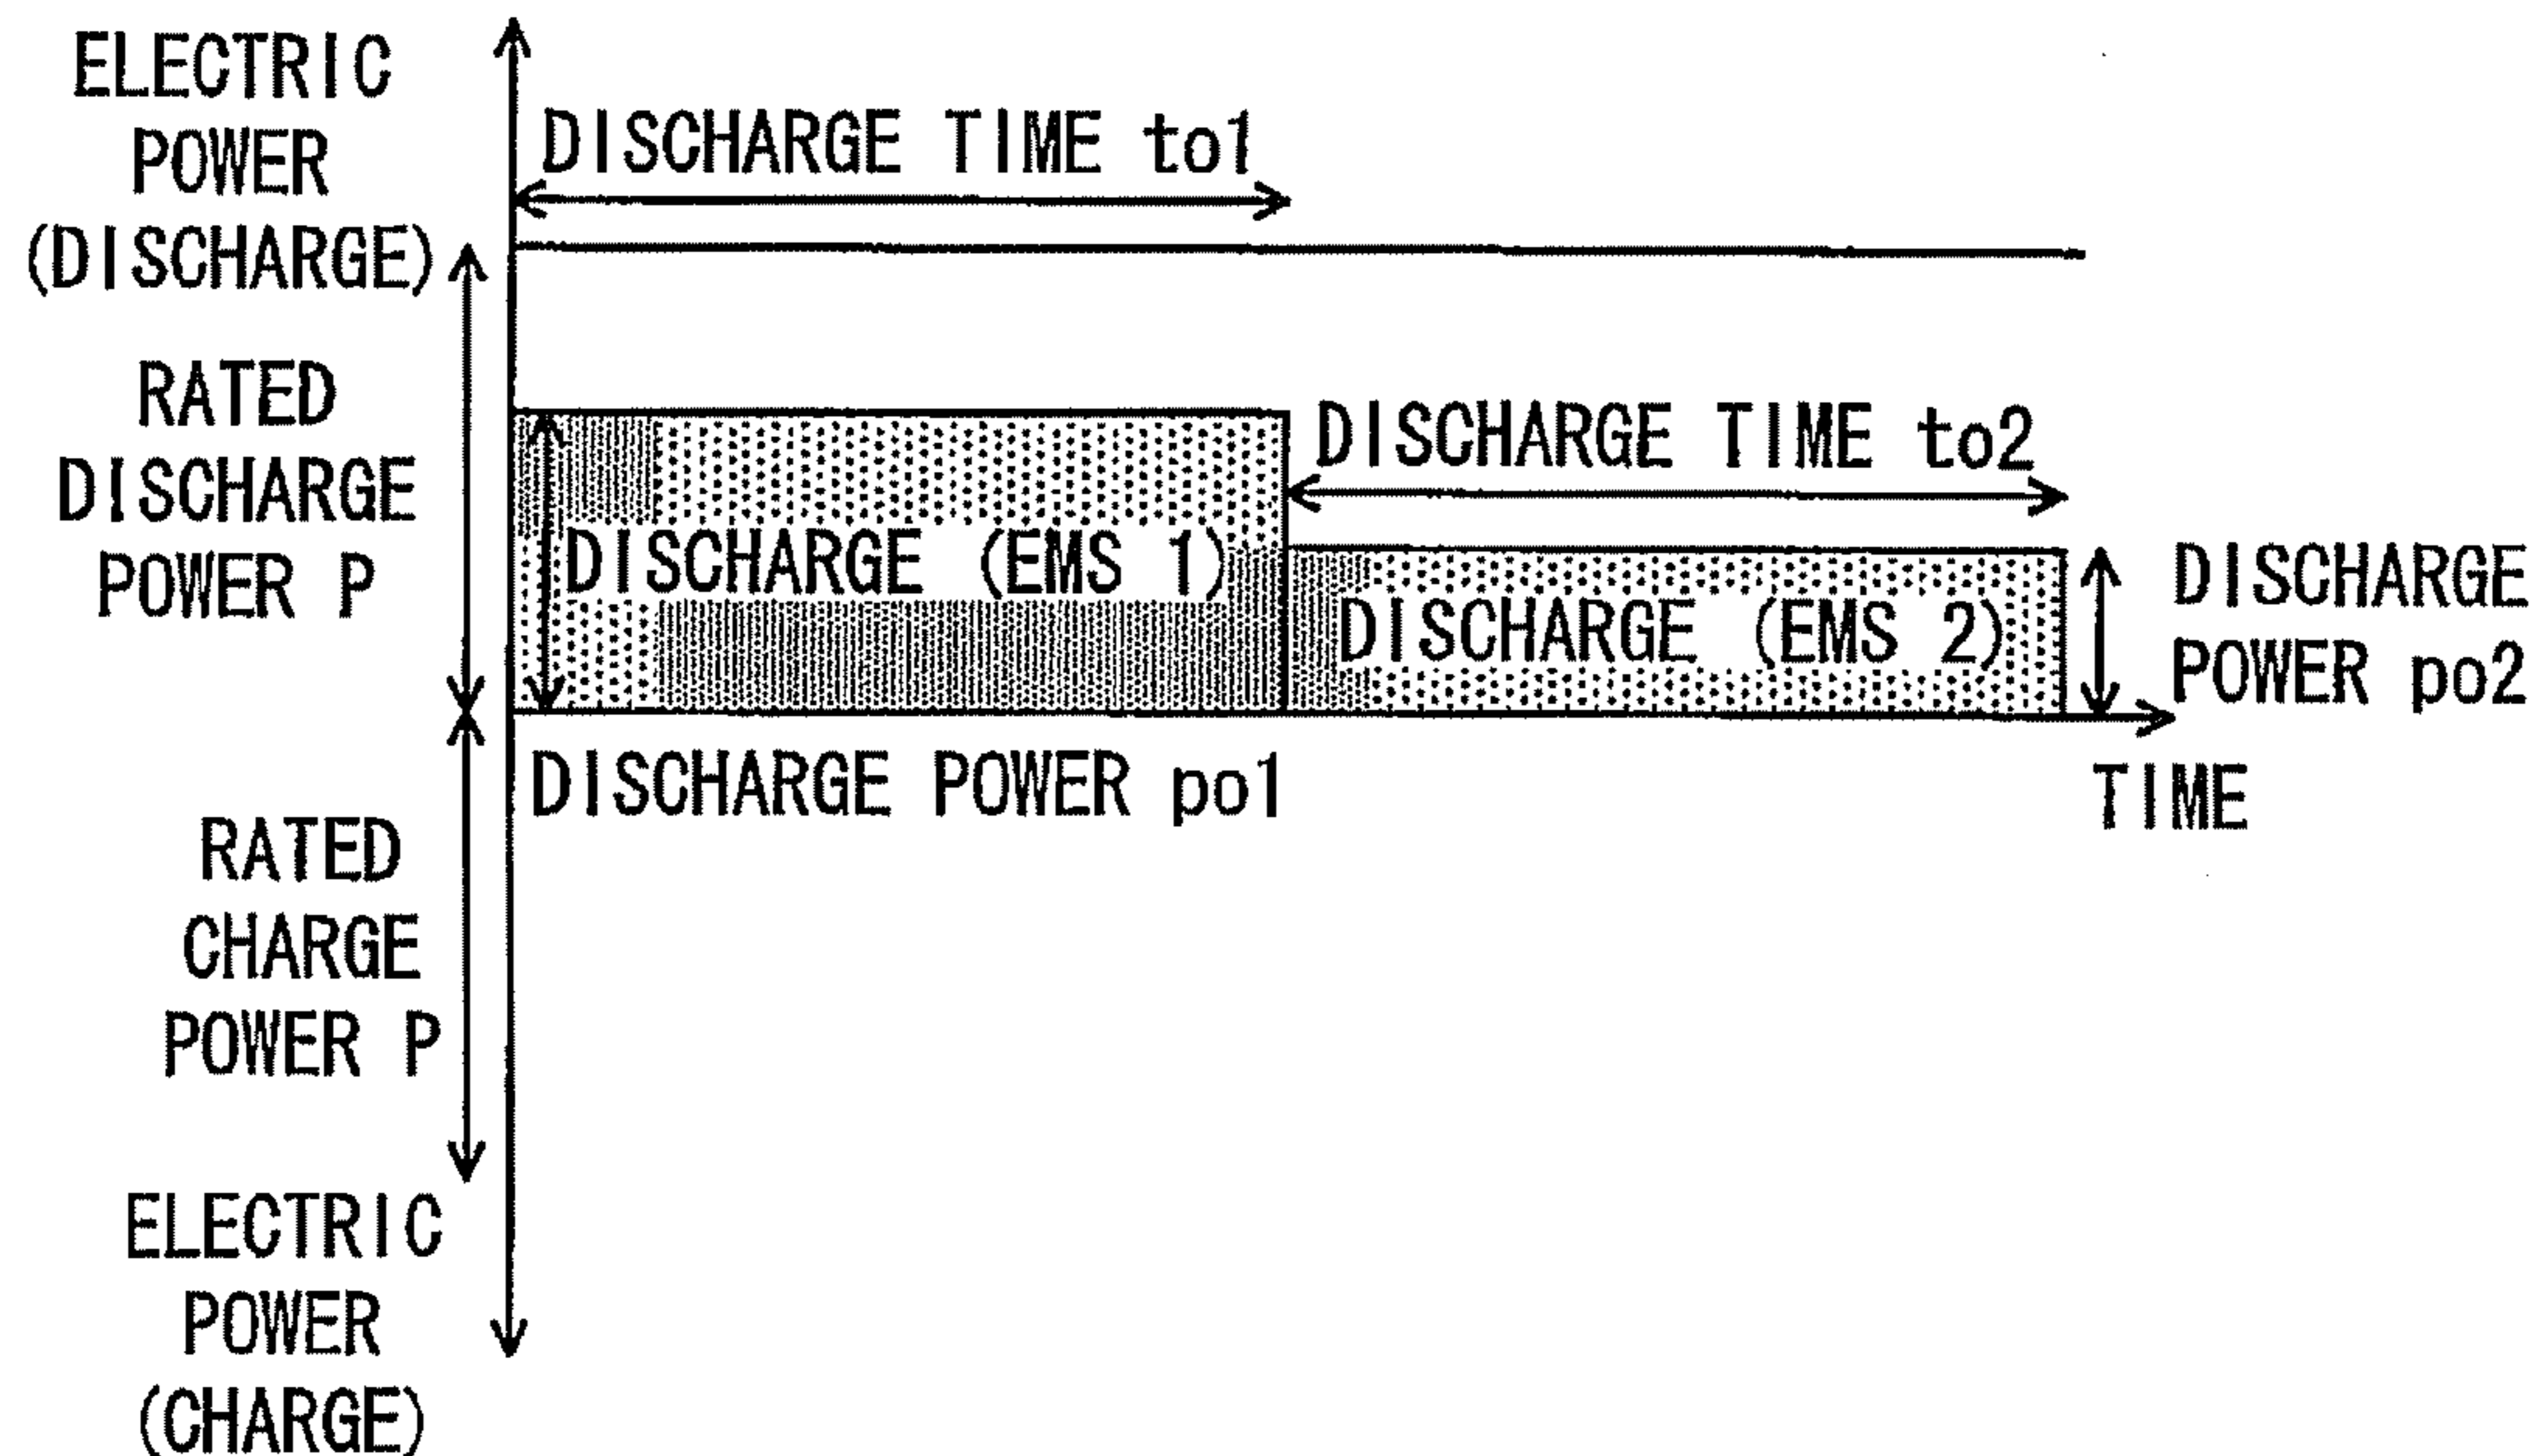 ELECTRIC
POWER
(DISCHARGE)
DISCHARGE TIME to1
RATED
DISCHARGE
POWER P
DISCHARGE TIME to2
DISCHARGE (EMS 1)
DISCHARGE (EMS 2)
DISCHARGE
POWER po2
DISCHARGE POWER po1
TIME
RATED
CHARGE
POWER P
ELECTRIC
POWER
(CHARGE)